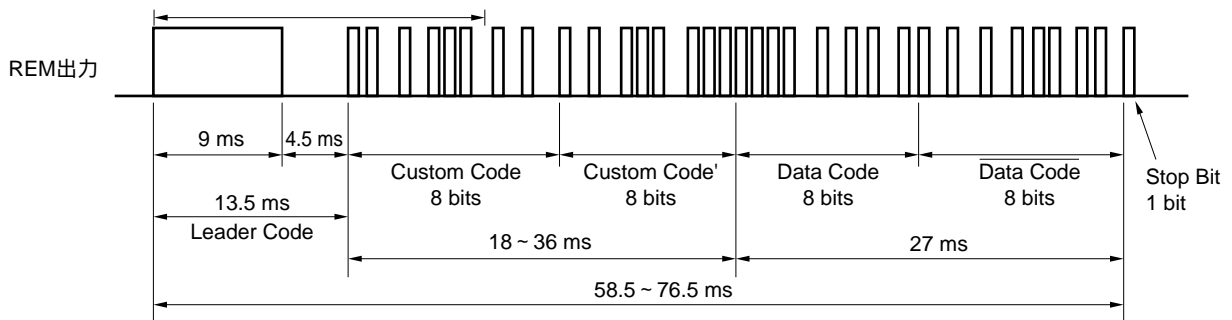 REM出力
9 ms
4.5 ms
Custom Code
8 bits
Custom Code'
8 bits
Data Code
8 bits
Data Code
8 bits
Stop Bit
1 bit
13.5 ms
Leader Code
18 ~ 36 ms
27 ms
58.5 ~ 76.5 ms